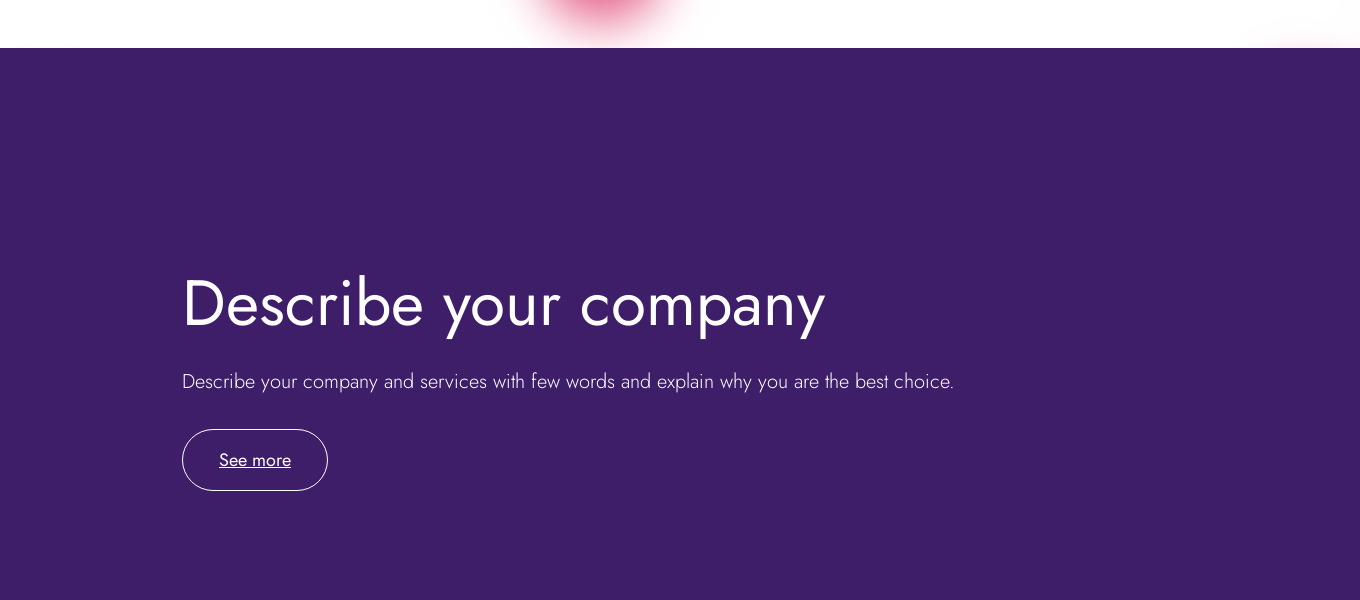 Describe your company
Describe your company and services with few words and explain why you are the best choice.
See more